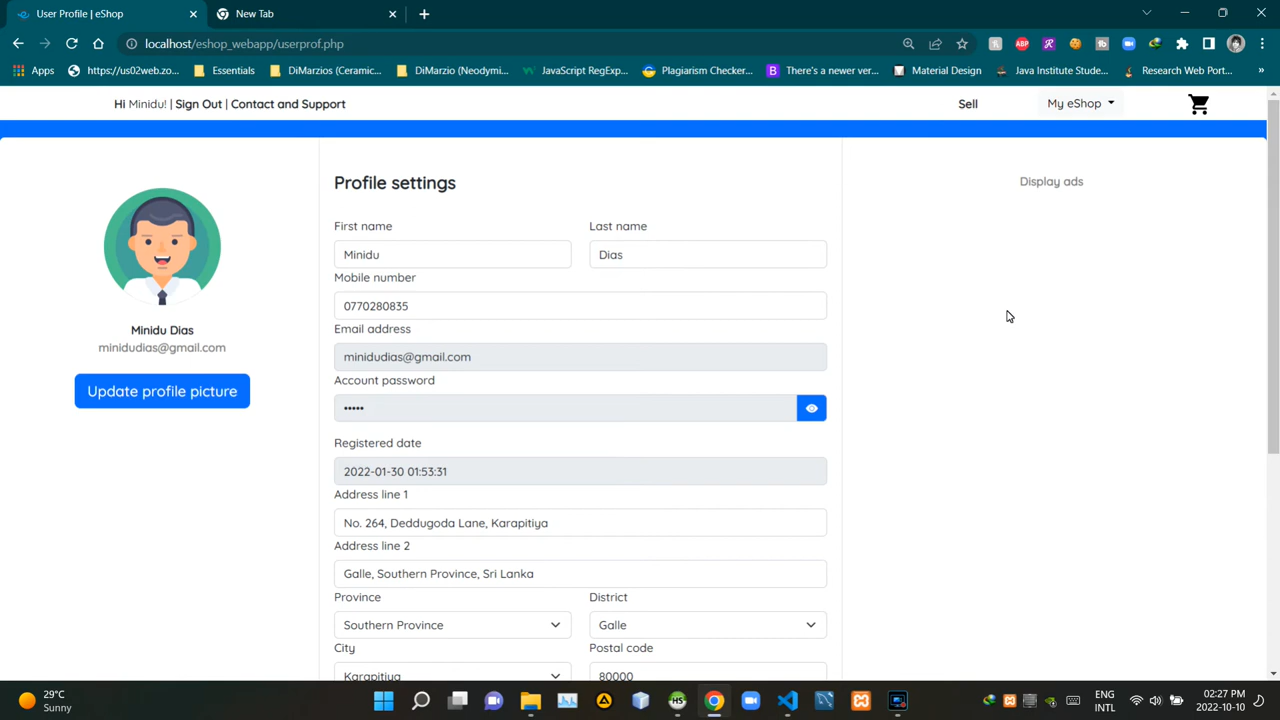 User Profile | eShop
New Tab
localhost/eshop_webapp/userprof.php
ABP
Apps
https://us02web.zo...
Essentials
DiMarzios (Ceramic...
DiMarzio (Neodymi...
JavaScript RegExp...
Plagiarism Checker...
There's a newer ver...
Material Design
Java Institute Stude...
Research Web Port...
Hi Minidu! | Sign Out | Contact and Support
Sell
My eShop
Display ads
Minidu Dias
minidudias@gmail.com
Update profile picture
Profile settings
First name
Last name
Minidu
Dias
Mobile number
0770280835
Email address
minidudias@gmail.com
Account password
•••••
Registered date
2022-01-30 01:53:31
Address line 1
No. 264, Deddugoda Lane, Karapitiya
Address line 2
Galle, Southern Province, Sri Lanka
Province
District
Southern Province
Galle
City
Postal code
Karapitiya
80000
29°C
Sunny
HS
ENG
INTL
02:27 PM
2022-10-10